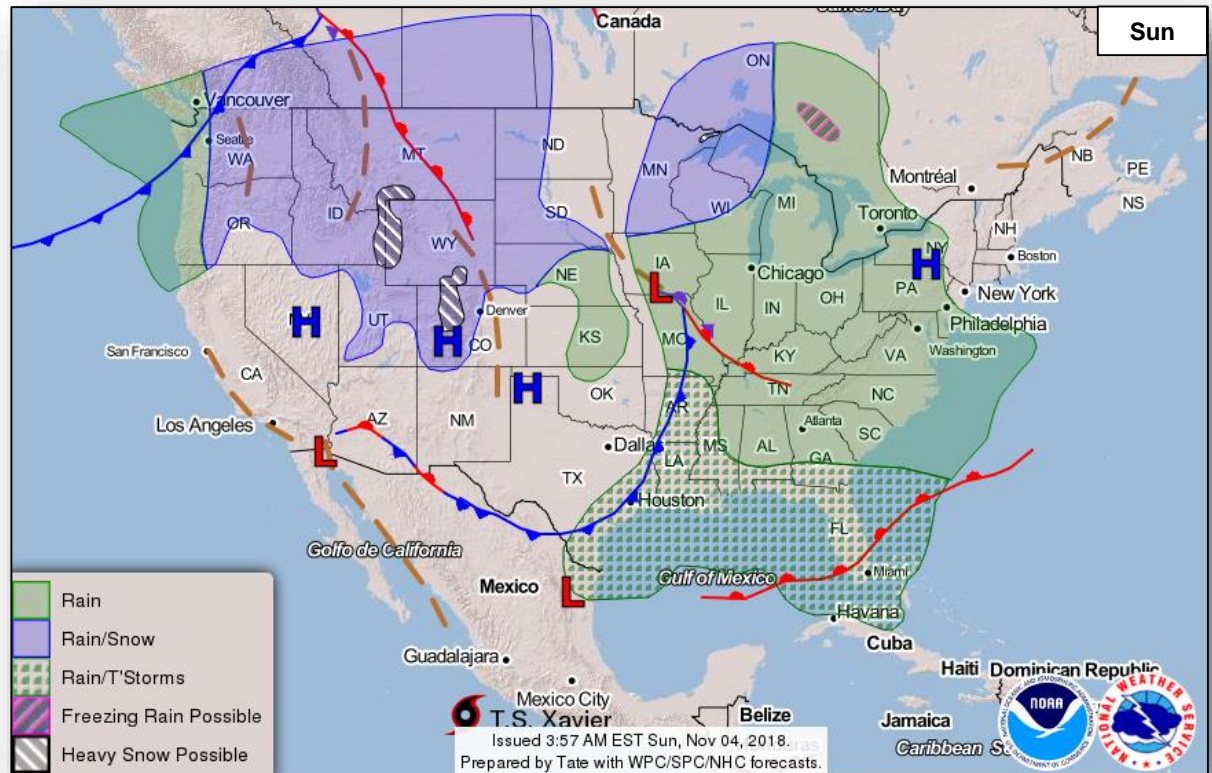 James Bay
Canada
Sun
ON
Vancouver
Seattle
WA
MT
ND
MN
NB
PE
Montréal
NS
OR
ID
SD
WI
MI
Toronto
NH
WY
NY
Boston
IA
Chicago
H
NE
L
PA
New York
H
UT
Denver
IL
IN
OH
Philadelphia
H
CO
KS
MO
KY
VA
Washington
San Francisco
CA
H
OK
TN
NC
AZ
NM
AR
Atlanta
SC
Los Angeles
L
Dallas
MS
AL
GA
LA
TX
Houston
FL
Golfo de California
Gulf of Mexico
Miami
Mexico
L
Havana
Cuba
Guadalajara
Haiti
Dominican Republic
Mexico City
T.S. Xavier
Belize
Jamaica
Issued 3:57 AM EST Sun, Nov 04, 2018.
Prepared by Tate with WPC/SPC/NHC forecasts.
Caribbean
Rain
Rain/Snow
Rain/T'Storms
Freezing Rain Possible
Heavy Snow Possible
NOAA
NATIONAL WEATHER SERVICE